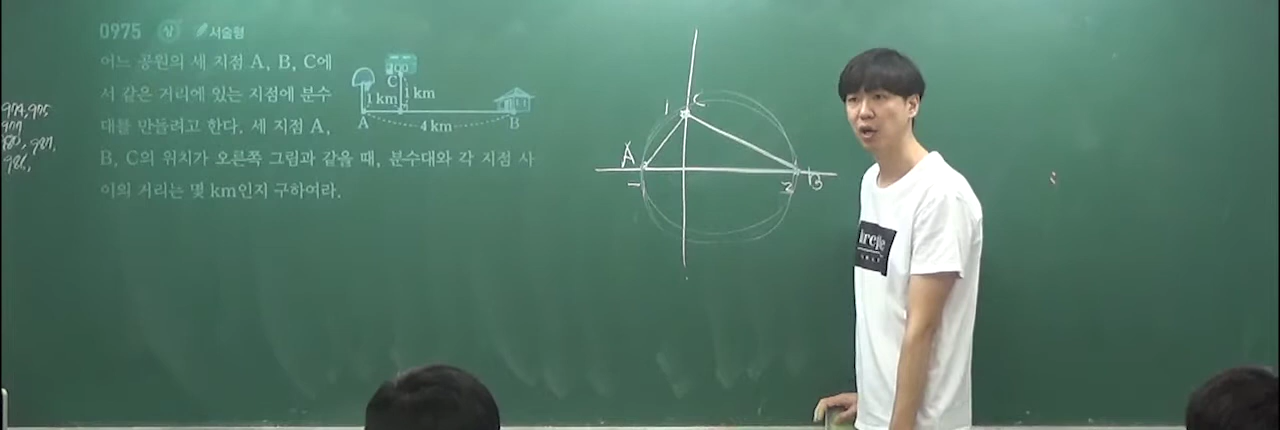 0975 상 서술형
어느 공원의 세 지점 A, B, C에
서 같은 거리에 있는 지점에 분수
대를 만들려고 한다. 세 지점 A,
B, C의 위치가 오른쪽 그림과 같을 때, 분수대와 각 지점 사
이의 거리는 몇 km인지 구하여라.
C
1 km 1 km
A 4 km B
974, 975
977
1 C
A B